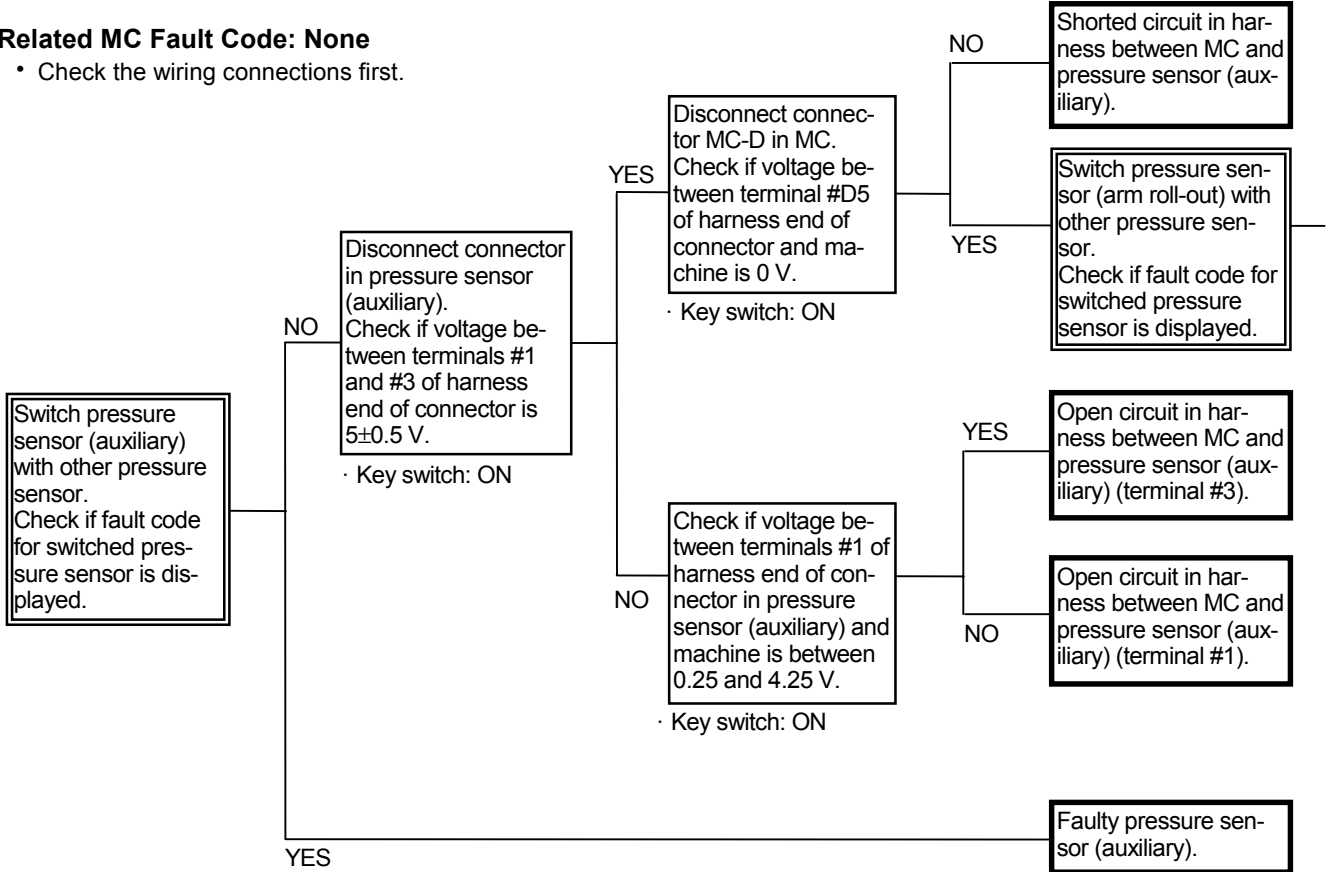 Related MC Fault Code: None
• Check the wiring connections first.
Switch pressure
sensor (auxiliary)
with other pressure
sensor.
Check if fault code
for switched pres-
sure sensor is dis-
played.
NO
YES
Disconnect connector
in pressure sensor
(auxiliary).
Check if voltage be-
tween terminals #1
and #3 of harness
end of connector is
5±0.5 V.
· Key switch: ON
YES
NO
Disconnect connec-
tor MC-D in MC.
Check if voltage be-
tween terminal #D5
of harness end of
connector and ma-
chine is 0 V.
· Key switch: ON
NO
YES
Shorted circuit in har-
ness between MC and
pressure sensor (aux-
iliary).
Switch pressure sen-
sor (arm roll-out) with
other pressure sen-
sor.
Check if fault code for
switched pressure
sensor is displayed.
Check if voltage be-
tween terminals #1 of
harness end of con-
nector in pressure
sensor (auxiliary) and
machine is between
0.25 and 4.25 V.
· Key switch: ON
YES
NO
Open circuit in har-
ness between MC and
pressure sensor (aux-
iliary) (terminal #3).
Open circuit in har-
ness between MC and
pressure sensor (aux-
iliary) (terminal #1).
Faulty pressure sen-
sor (auxiliary).